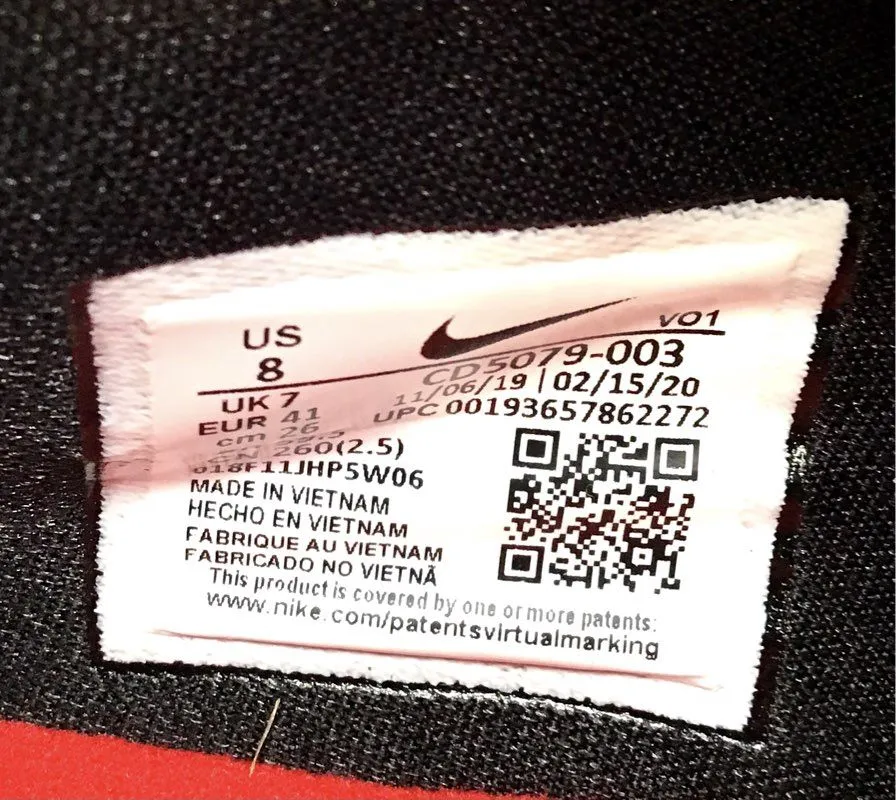 US
8
UK 7
EUR 41
cm 26
260(2.5)
MADE IN VIETNAM
HECHO EN VIETNAM
FABRIQUE AU VIETNAM
FABRICADO NO VIETNÃ
VO1
CD5079-003
11/06/19 | 02/15/20
UPC 00193657862272
This product is covered by one or more patents:
www.nike.com/patentsvirtualmarking